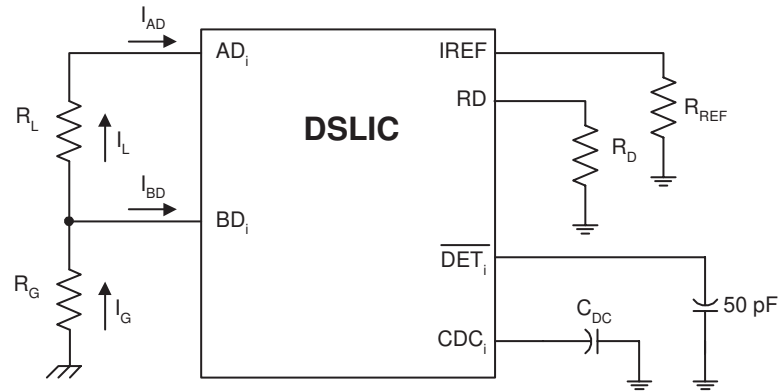 I_AD
AD_i
IREF
R_L
I_L
RD
DSLIC
R_REF
R_D
I_BD
BD_i
R_G
I_G
DET_i
50 pF
C_DC
CDC_i